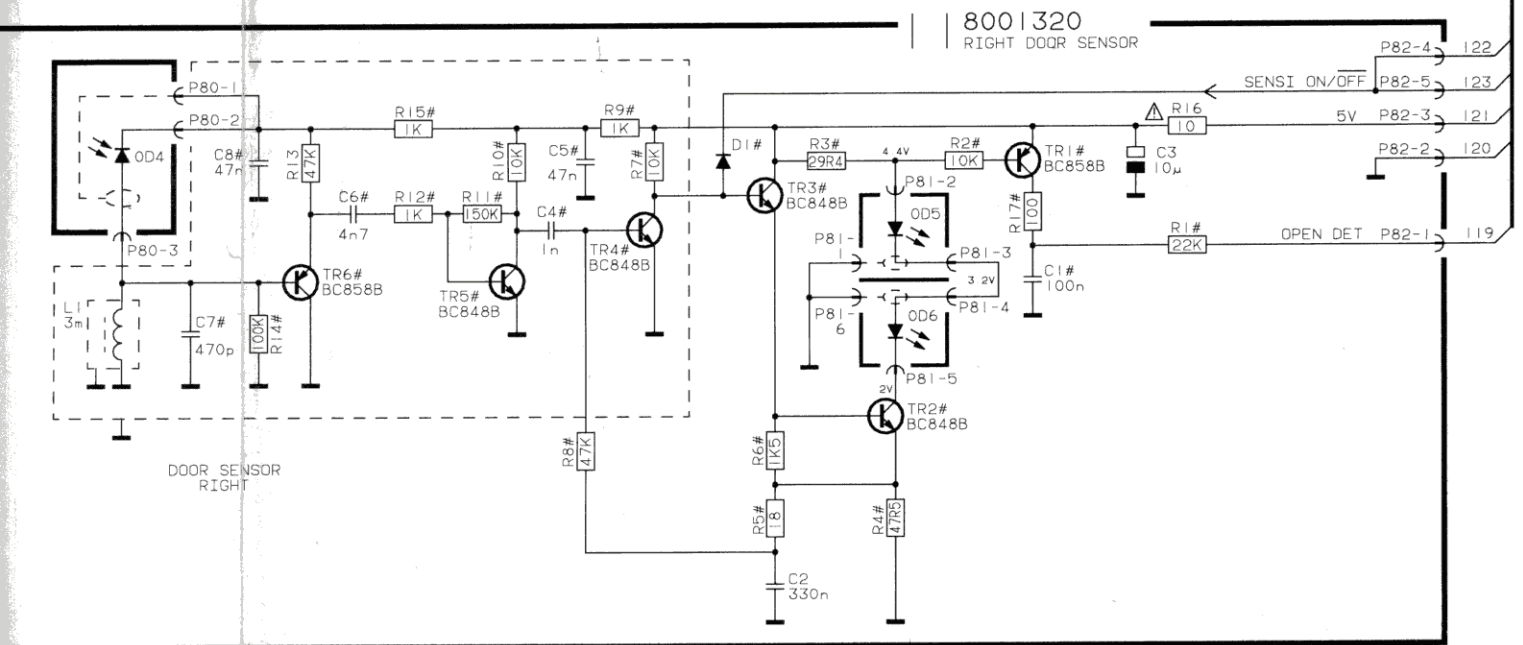 8001320
RIGHT DOOR SENSOR
P82-4 122
SENSI ON/OFF P82-5 123
R16
10
5V P82-3 121
P82-2 120
OPEN DET P82-1 119
P80-1
P80-2
OD4
P80-3
C8#
47n
R13
47K
R15#
1K
R10#
10K
C5#
47n
R9#
1K
R7#
10K
D1#
R3#
29R4
4.4V
R2#
10K
TR1#
BC858B
C3
10µ
C6#
4n7
R12#
1K
R11#
150K
C4#
1n
TR4#
BC848B
TR3#
BC848B
P81-2
OD5
P81-
1
P81-3
3.2V
P81-4
P81-
6
OD6
P81-5
2V
R17#
100
R1#
22K
C1#
100n
TR6#
BC858B
TR5#
BC848B
L1
3m
C7#
470p
100K
R14#
TR2#
BC848B
R8#
47K
R6#
1K5
R5#
18
R4#
47R5
C2
330n
DOOR SENSOR
RIGHT